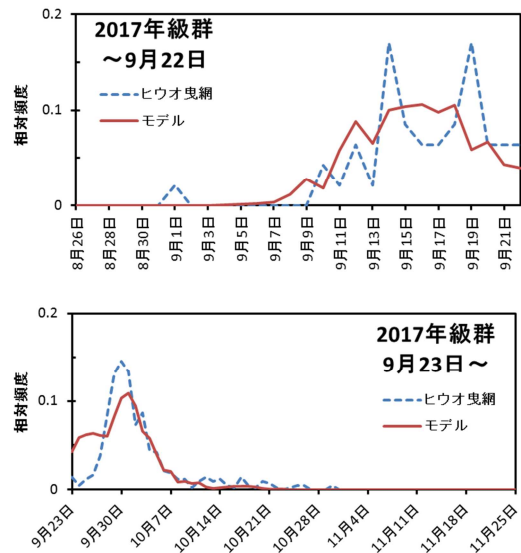 0.2
0.1
0
相対頻度
2017年級群
～9月22日
ヒウオ曳網
モデル
8月26日
8月28日
8月30日
9月1日
9月3日
9月5日
9月7日
9月9日
9月11日
9月13日
9月15日
9月17日
9月19日
9月21日
0.2
0.1
0
相対頻度
2017年級群
9月23日～
ヒウオ曳網
モデル
9月23日
9月30日
10月7日
10月14日
10月21日
10月28日
11月4日
11月11日
11月18日
11月25日